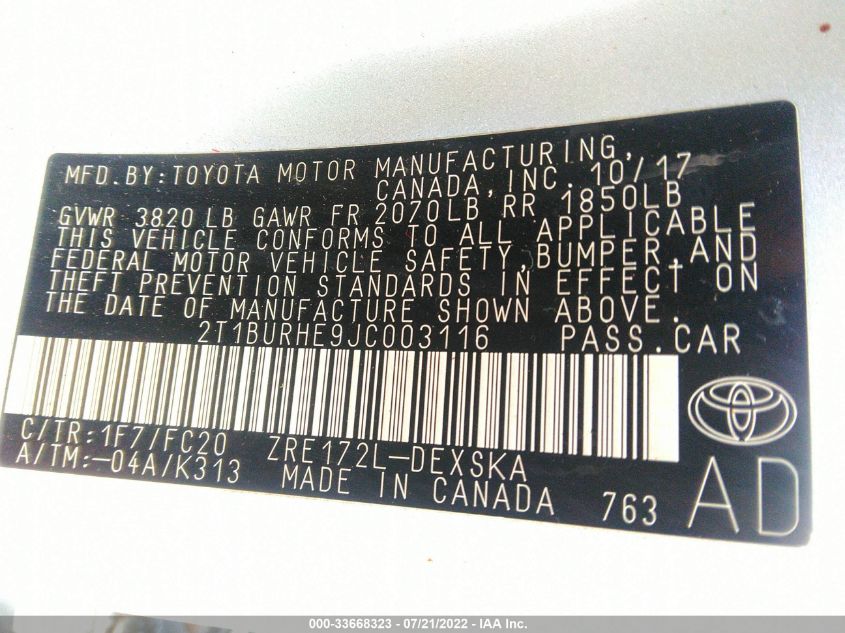 MFD. BY: TOYOTA MOTOR MANUFACTURING,
CANADA, INC. 10/17
GVWR 3820 LB GAWR FR 2070LB RR 1850LB
THIS VEHICLE CONFORMS TO ALL APPLICABLE
FEDERAL MOTOR VEHICLE SAFETY, BUMPER, AND
THEFT PREVENTION STANDARDS IN EFFECT ON
THE DATE OF MANUFACTURE SHOWN ABOVE.
2T1BURHE9JC003116 PASS. CAR
C/TR: 1F7/FC20 ZRE172L-DEXSKA
A/TM: -04A/K313 MADE IN CANADA 763 AD
000-33668323 - 07/21/2022 - IAA Inc.